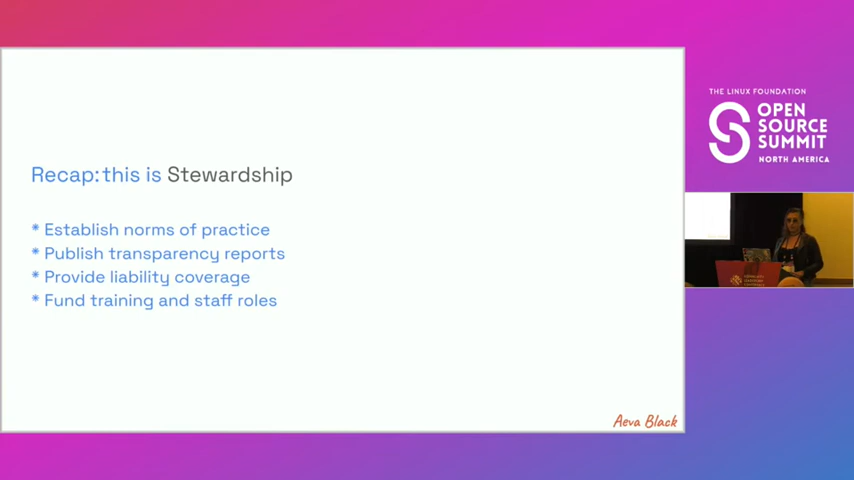 Recap: this is Stewardship
* Establish norms of practice
* Publish transparency reports
* Provide liability coverage
* Fund training and staff roles
Aeva Black
THE LINUX FOUNDATION
OPEN
SOURCE
SUMMIT
NORTH AMERICA